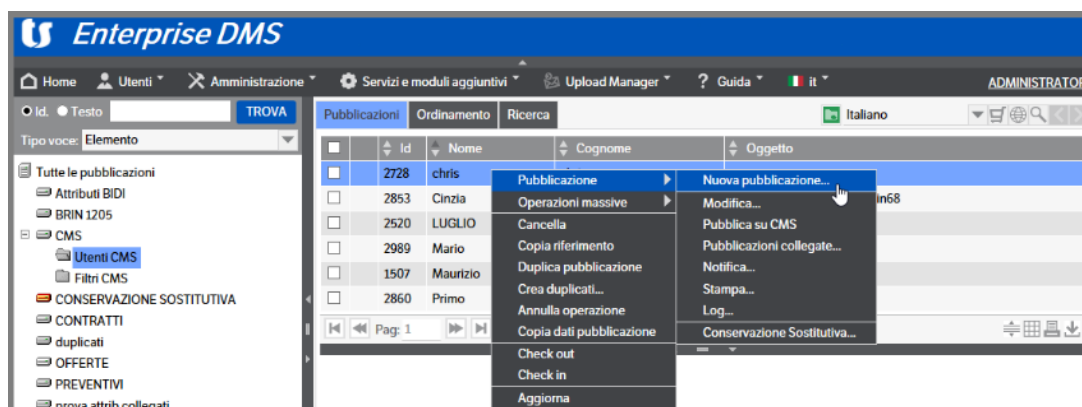 Enterprise DMS
Home Utenti Amministrazione Servizi e moduli aggiuntivi Upload Manager ? Guida it ADMINISTRATOR
Id. Testo TROVA
Tipo voce: Elemento
Tutte le pubblicazioni
Attributi BIDI
BRIN 1205
CMS
Utenti CMS
Filtri CMS
CONSERVAZIONE SOSTITUTIVA
CONTRATTI
duplicati
OFFERTE
PREVENTIVI
prova attrib collegati
Pubblicazioni Ordinamento Ricerca Italiano
Id Nome Cognome Oggetto
2728 chris
2853 Cinzia in68
2520 LUGLIO
2989 Mario
1507 Maurizio
2860 Primo
Pag: 1
Pubblicazione
Operazioni massive
Cancella
Copia riferimento
Duplica pubblicazione
Crea duplicati...
Annulla operazione
Copia dati pubblicazione
Check out
Check in
Aggiorna
Nuova pubblicazione...
Modifica...
Pubblica su CMS
Pubblicazioni collegate...
Notifica...
Stampa...
Log...
Conservazione Sostitutiva...